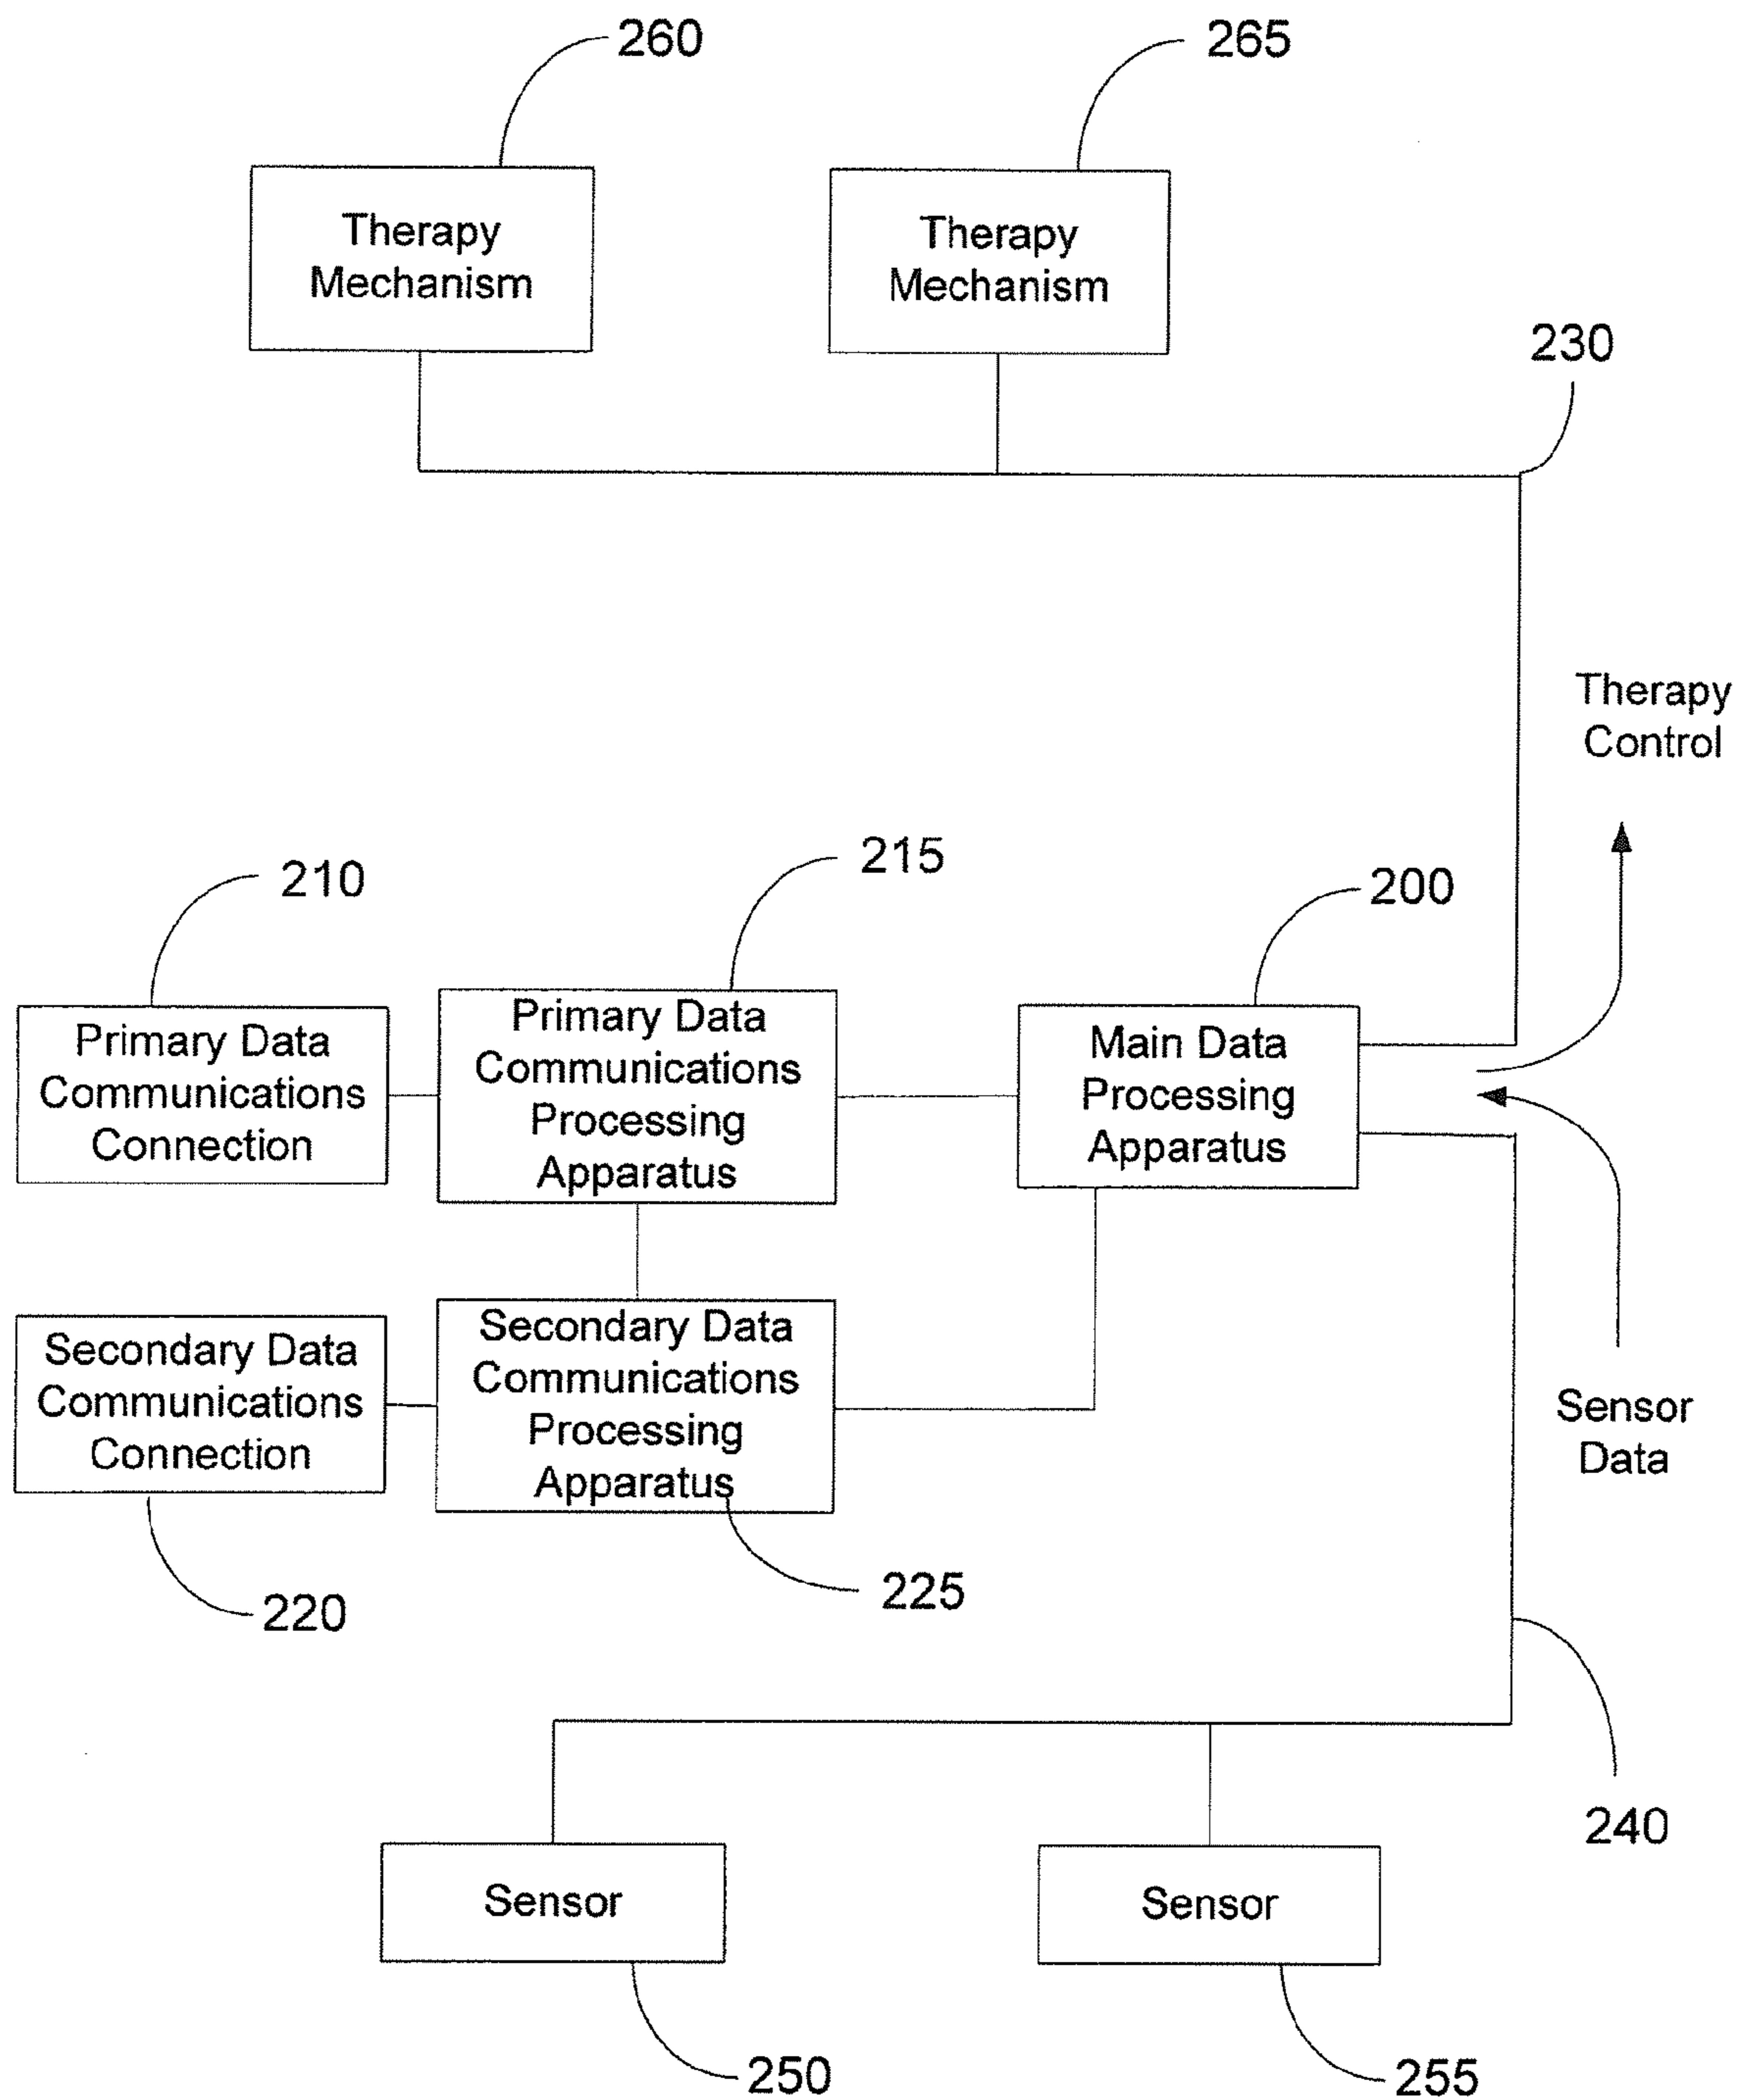 260
265
Therapy
Mechanism
Therapy
Mechanism
230
Therapy
Control
210
215
200
Primary Data
Communications
Connection
Primary Data
Communications
Processing
Apparatus
Main Data
Processing
Apparatus
Secondary Data
Communications
Connection
Secondary Data
Communications
Processing
Apparatus
Sensor
Data
220
225
240
Sensor
Sensor
250
255